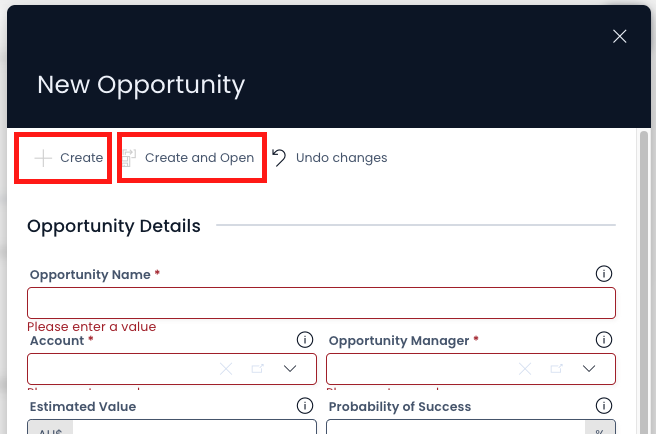 New Opportunity
Create Create and Open Undo changes
Opportunity Details
Opportunity Name *
Please enter a value
Account * Opportunity Manager *
Estimated Value Probability of Success
AU$ %